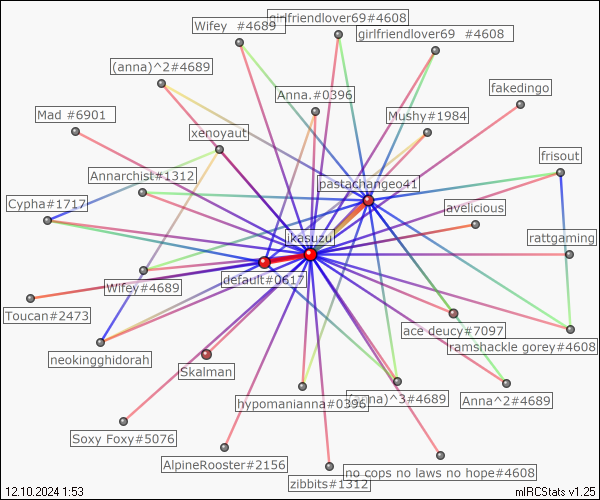 Wifey  #4689
girlfriendlover69#4608
girlfriendlover69  #4608
(anna)^2#4689
Anna.#0396
fakedingo
Mad #6901
Mushy#1984
xenoyaut
frisout
Annarchist#1312
pastachangeo41
Cypha#1717
avelicious
ikasuzu
rattgaming
default#0617
Wifey#4689
Toucan#2473
ace deucy#7097
ramshackle gorey#4608
neokingghidorah
Skalman
hypomanianna#0396
(anna)^3#4689
Anna^2#4689
Soxy Foxy#5076
AlpineRooster#2156
no cops no laws no hope#4608
zibbits#1312
12.10.2024 1:53
mIRCStats v1.25